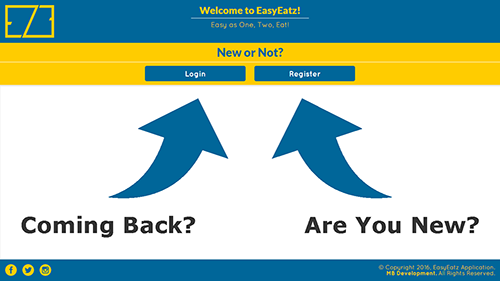 Welcome to EasyEatz!
Easy as One, Two, Eat!
New or Not?
Login
Register
Coming Back?
Are You New?
© Copyright 2016, EasyEatz Application.
MB Development, All Rights Reserved.